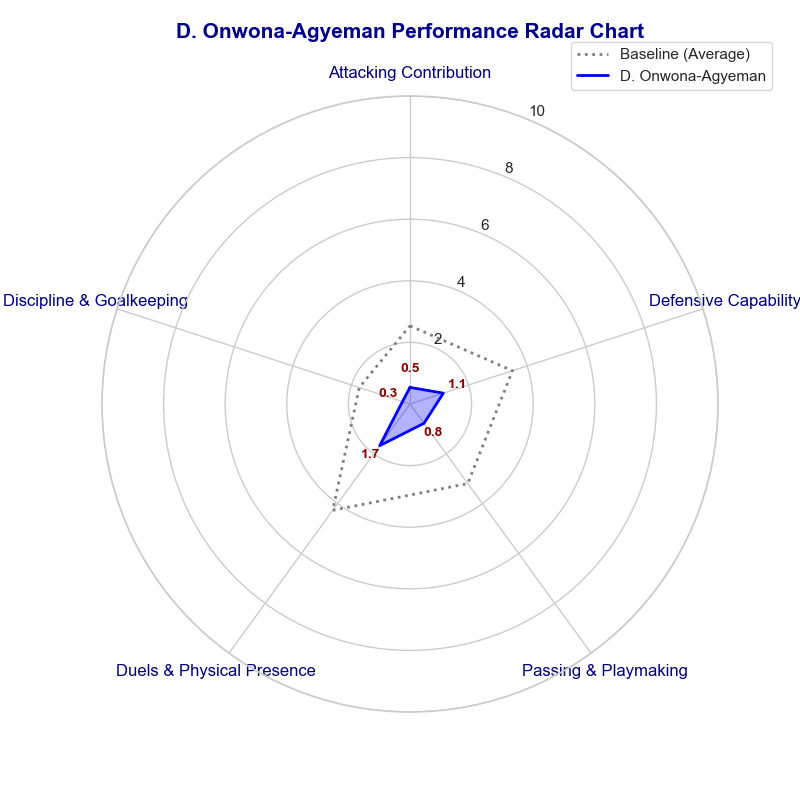 D. Onwona-Agyeman Performance Radar Chart
Baseline (Average)
D. Onwona-Agyeman
Attacking Contribution
10
8
6
4
2
Discipline & Goalkeeping
Defensive Capability
0.5
1.1
0.3
0.8
1.7
Duels & Physical Presence
Passing & Playmaking